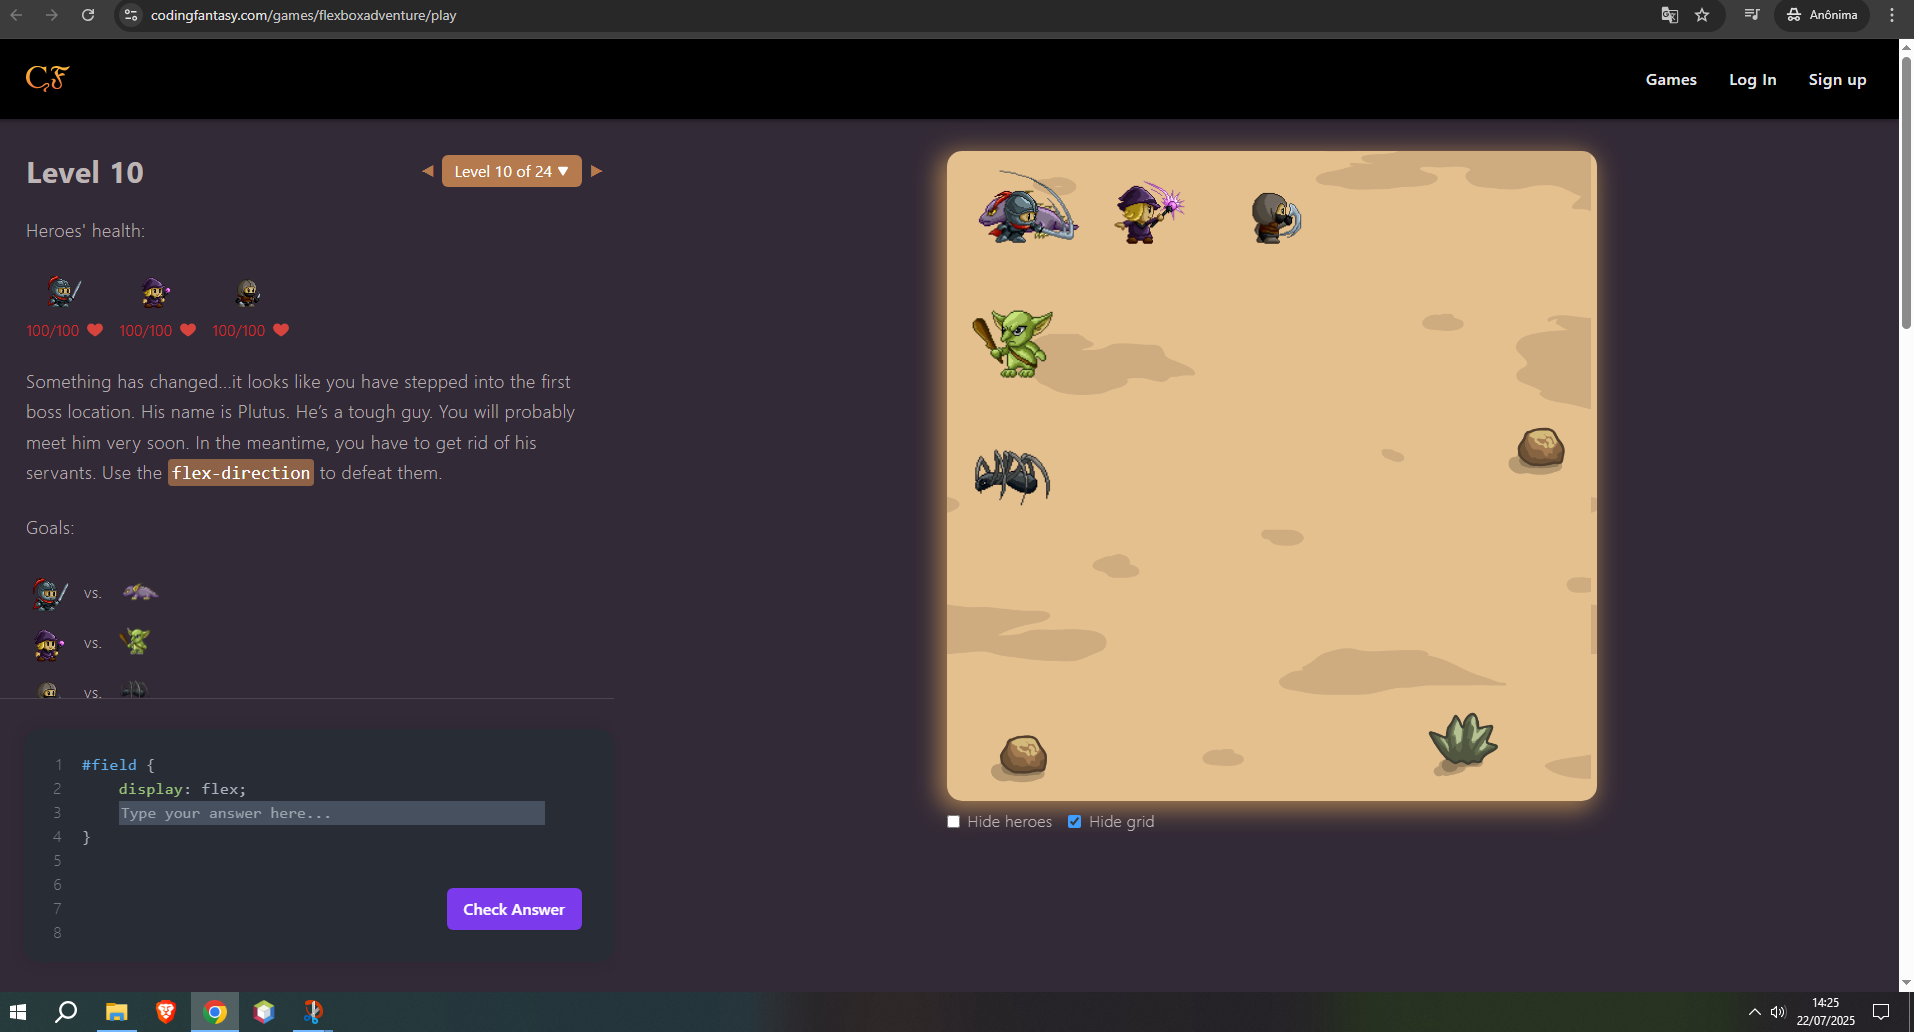 codingfantasy.com/games/flexboxadventure/play
Anônima
CF
Games Log In Sign up
Level 10
Level 10 of 24 ▼
Heroes' health:
100/100 100/100 100/100
Something has changed...it looks like you have stepped into the first
boss location. His name is Plutus. He's a tough guy. You will probably
meet him very soon. In the meantime, you have to get rid of his
servants. Use the flex-direction to defeat them.
Goals:
vs.
vs.
vs.
1 #field {
2 display: flex;
3 Type your answer here...
4 }
5
6
7
8
Check Answer
Hide heroes Hide grid
14:25
22/07/2025